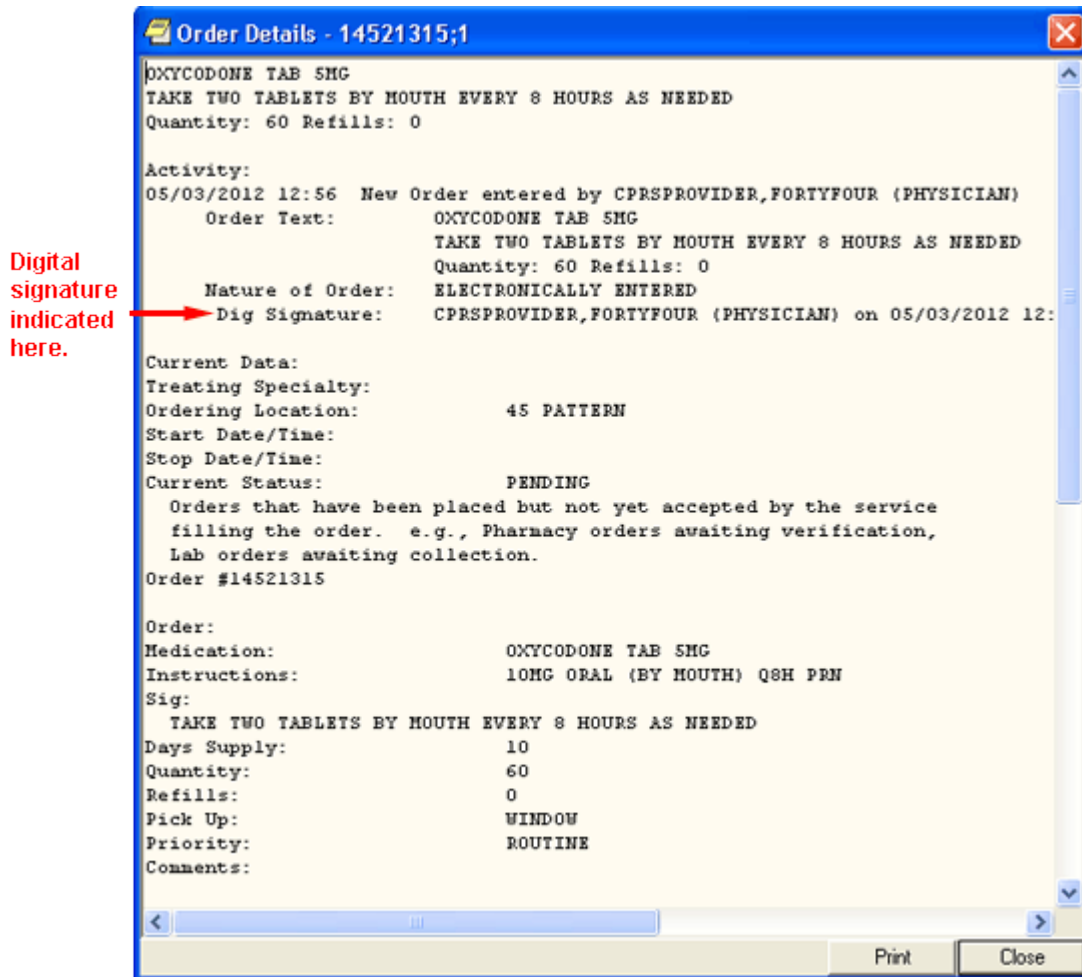 Order Details - 14521315;1
OXYCODONE TAB 5MG
TAKE TWO TABLETS BY MOUTH EVERY 8 HOURS AS NEEDED
Quantity: 60 Refills: 0
Activity:
05/03/2012 12:56 New Order entered by CPRSPROVIDER,FORTYFOUR (PHYSICIAN)
Order Text: OXYCODONE TAB 5MG
TAKE TWO TABLETS BY MOUTH EVERY 8 HOURS AS NEEDED
Quantity: 60 Refills: 0
Nature of Order: ELECTRONICALLY ENTERED
Dig Signature: CPRSPROVIDER,FORTYFOUR (PHYSICIAN) on 05/03/2012 12:
Digital
signature
indicated
here.
Current Data:
Treating Specialty:
Ordering Location: 45 PATTERN
Start Date/Time:
Stop Date/Time:
Current Status: PENDING
Orders that have been placed but not yet accepted by the service
filling the order. e.g., Pharmacy orders awaiting verification,
Lab orders awaiting collection.
Order #14521315
Order:
Medication: OXYCODONE TAB 5MG
Instructions: 10MG ORAL (BY MOUTH) Q8H PRN
Sig:
TAKE TWO TABLETS BY MOUTH EVERY 8 HOURS AS NEEDED
Days Supply: 10
Quantity: 60
Refills: 0
Pick Up: WINDOW
Priority: ROUTINE
Comments:
Print Close